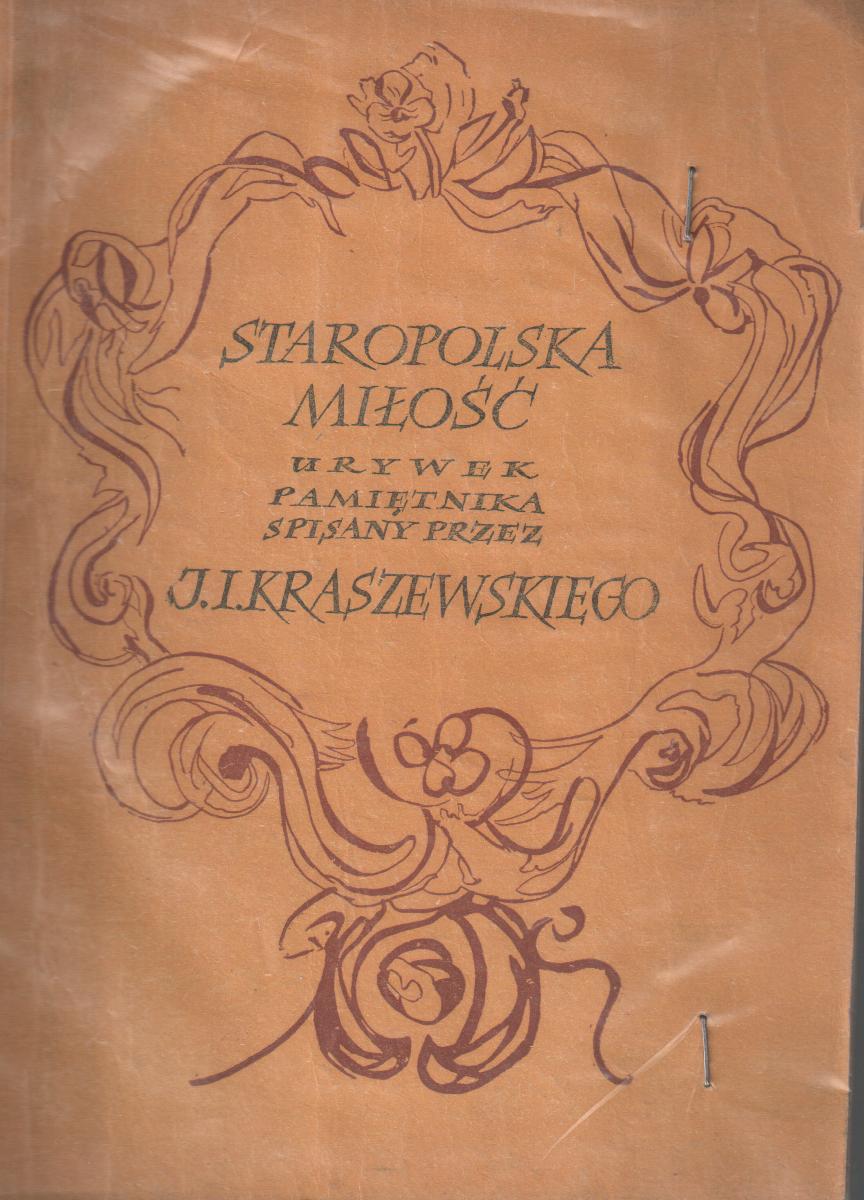 STAROPOLSKA
MIŁOŚĆ
URYWEK
PAMIĘTNIKA
SPISANY PRZEZ
J.I.KRASZEWSKIEGO